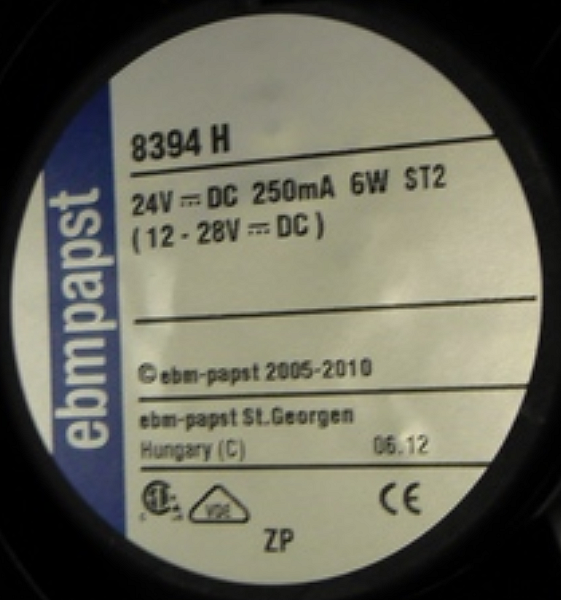 ebmpapst
8394 H
24V ⎓ DC 250mA 6W ST2
(12 - 28V ⎓ DC)
©ebm-papst 2005-2010
ebm-papst St.Georgen
Hungary (C) 06.12
VDE CE
ZP